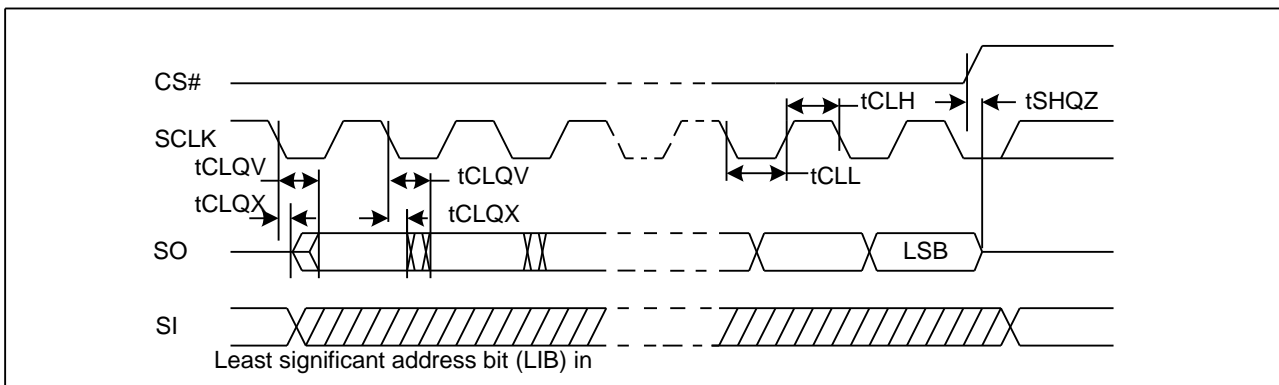 CS#
tCLH
tSHQZ
SCLK
tCLQV
tCLQV
tCLL
tCLQX
tCLQX
SO
LSB
SI
Least significant address bit (LIB) in